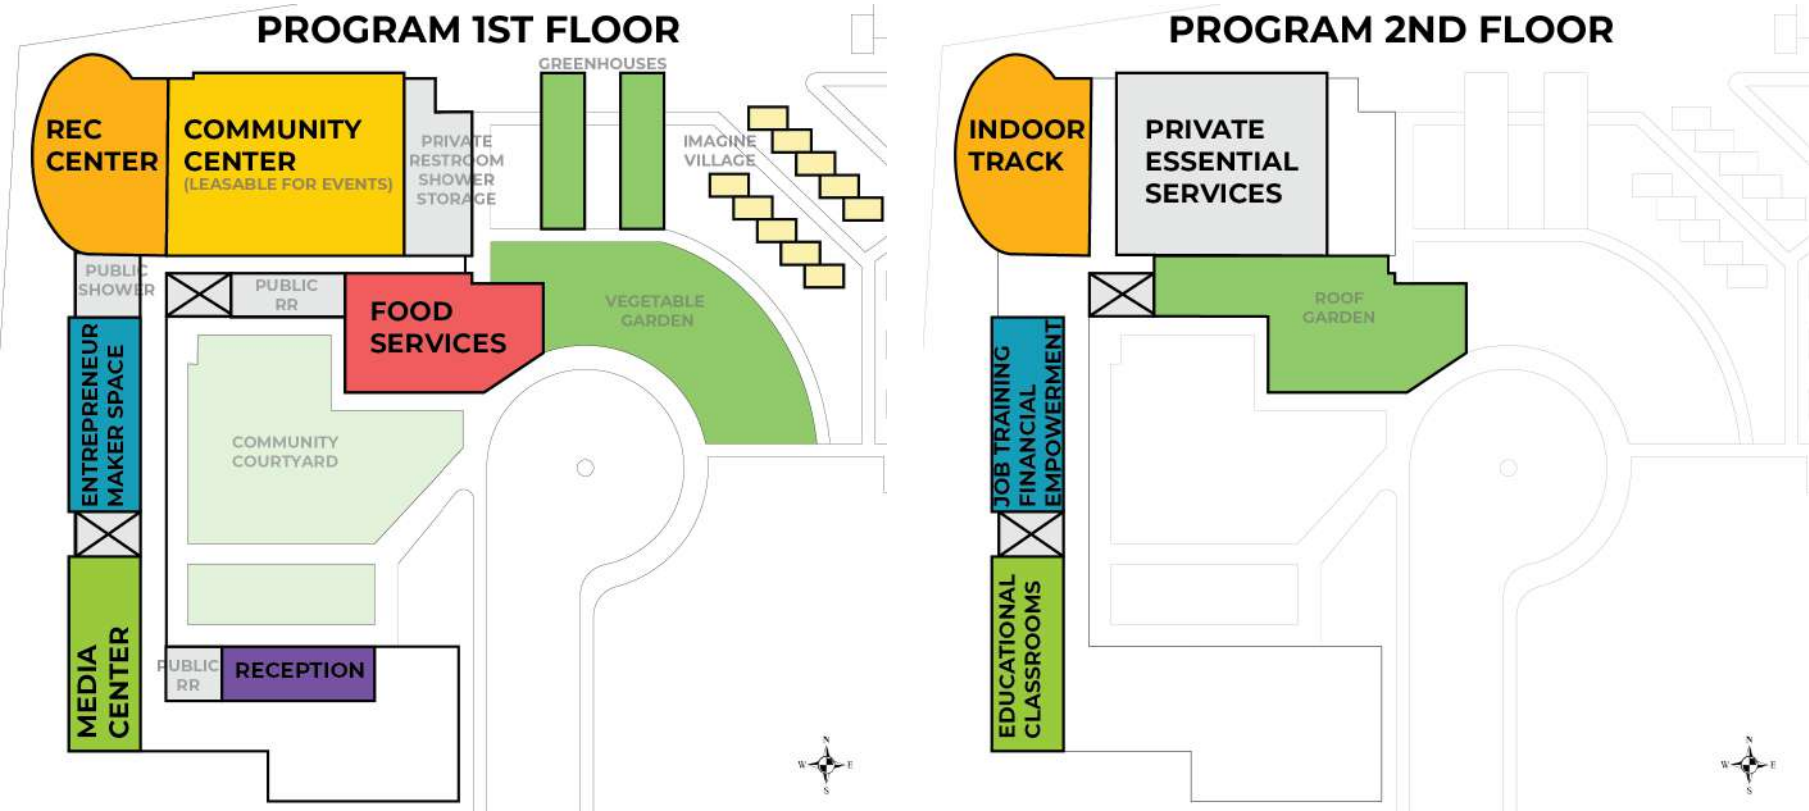 PROGRAM 1ST FLOOR
GREENHOUSES
REC
CENTER
COMMUNITY
CENTER
(LEASABLE FOR EVENTS)
PRIVATE
RESTROOM
SHOWER
STORAGE
IMAGINE
VILLAGE
PUBLIC
SHOWER
PUBLIC
RR
FOOD
SERVICES
VEGETABLE
GARDEN
ENTREPRENEUR
MAKER SPACE
COMMUNITY
COURTYARD
MEDIA
CENTER
PUBLIC
RR
RECEPTION
N
W E
S
PROGRAM 2ND FLOOR
INDOOR
TRACK
PRIVATE
ESSENTIAL
SERVICES
ROOF
GARDEN
JOB TRAINING
FINANCIAL
EMPOWERMENT
EDUCATIONAL
CLASSROOMS
N
W E
S